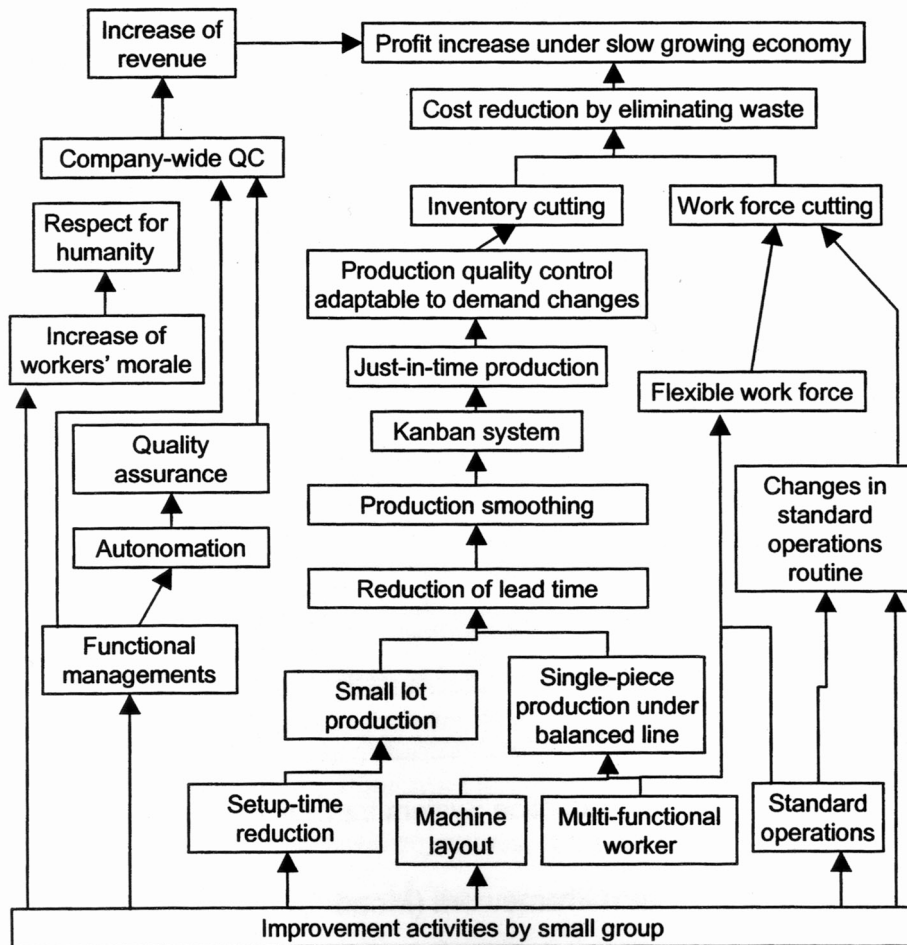 Increase of
revenue
Profit increase under slow growing economy
Cost reduction by eliminating waste
Company-wide QC
Inventory cutting
Work force cutting
Respect for
humanity
Production quality control
adaptable to demand changes
Increase of
workers' morale
Just-in-time production
Flexible work force
Kanban system
Quality
assurance
Production smoothing
Changes in
standard
operations
routine
Autonomation
Reduction of lead time
Functional
managements
Small lot
production
Single-piece
production under
balanced line
Setup-time
reduction
Machine
layout
Multi-functional
worker
Standard
operations
Improvement activities by small group